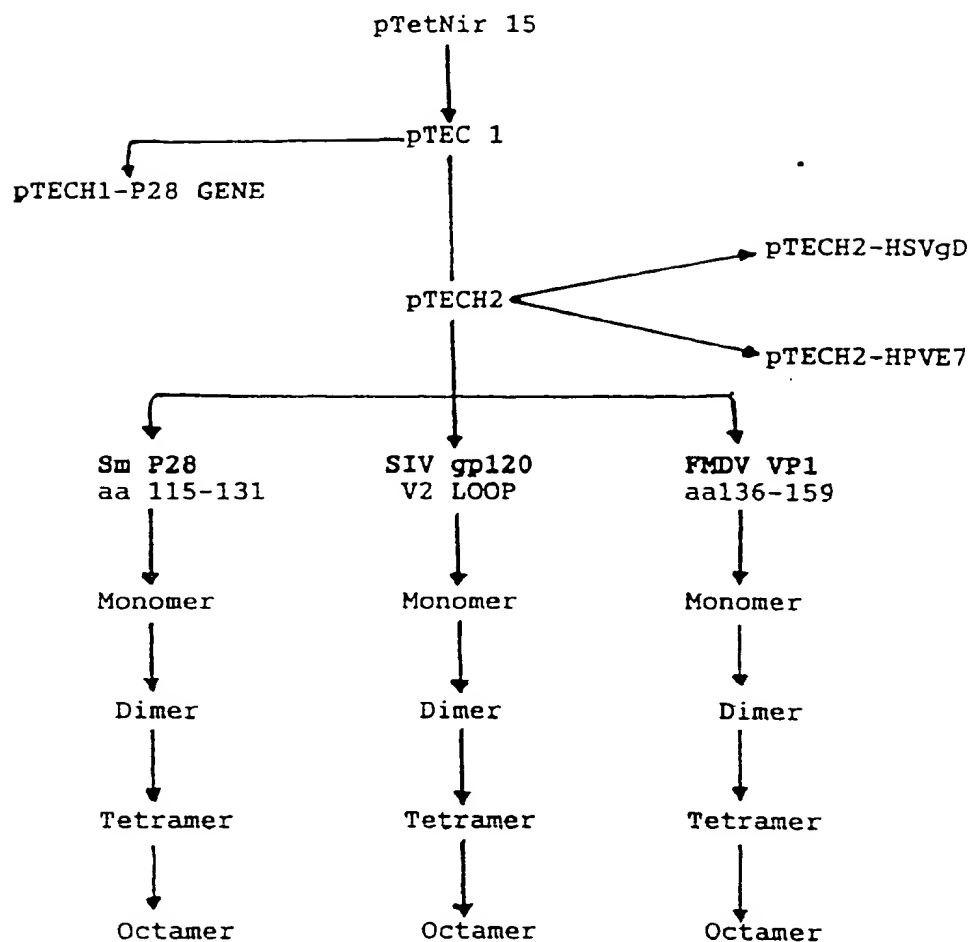 pTetNir 15
pTEC 1
pTECH1-P28 GENE
pTECH2-HSVgD
pTECH2
pTECH2-HPVE7
Sm P28
aa 115-131
SIV gp120
V2 LOOP
FMDV VP1
aa136-159
Monomer
Monomer
Monomer
Dimer
Dimer
Dimer
Tetramer
Tetramer
Tetramer
Octamer
Octamer
Octamer